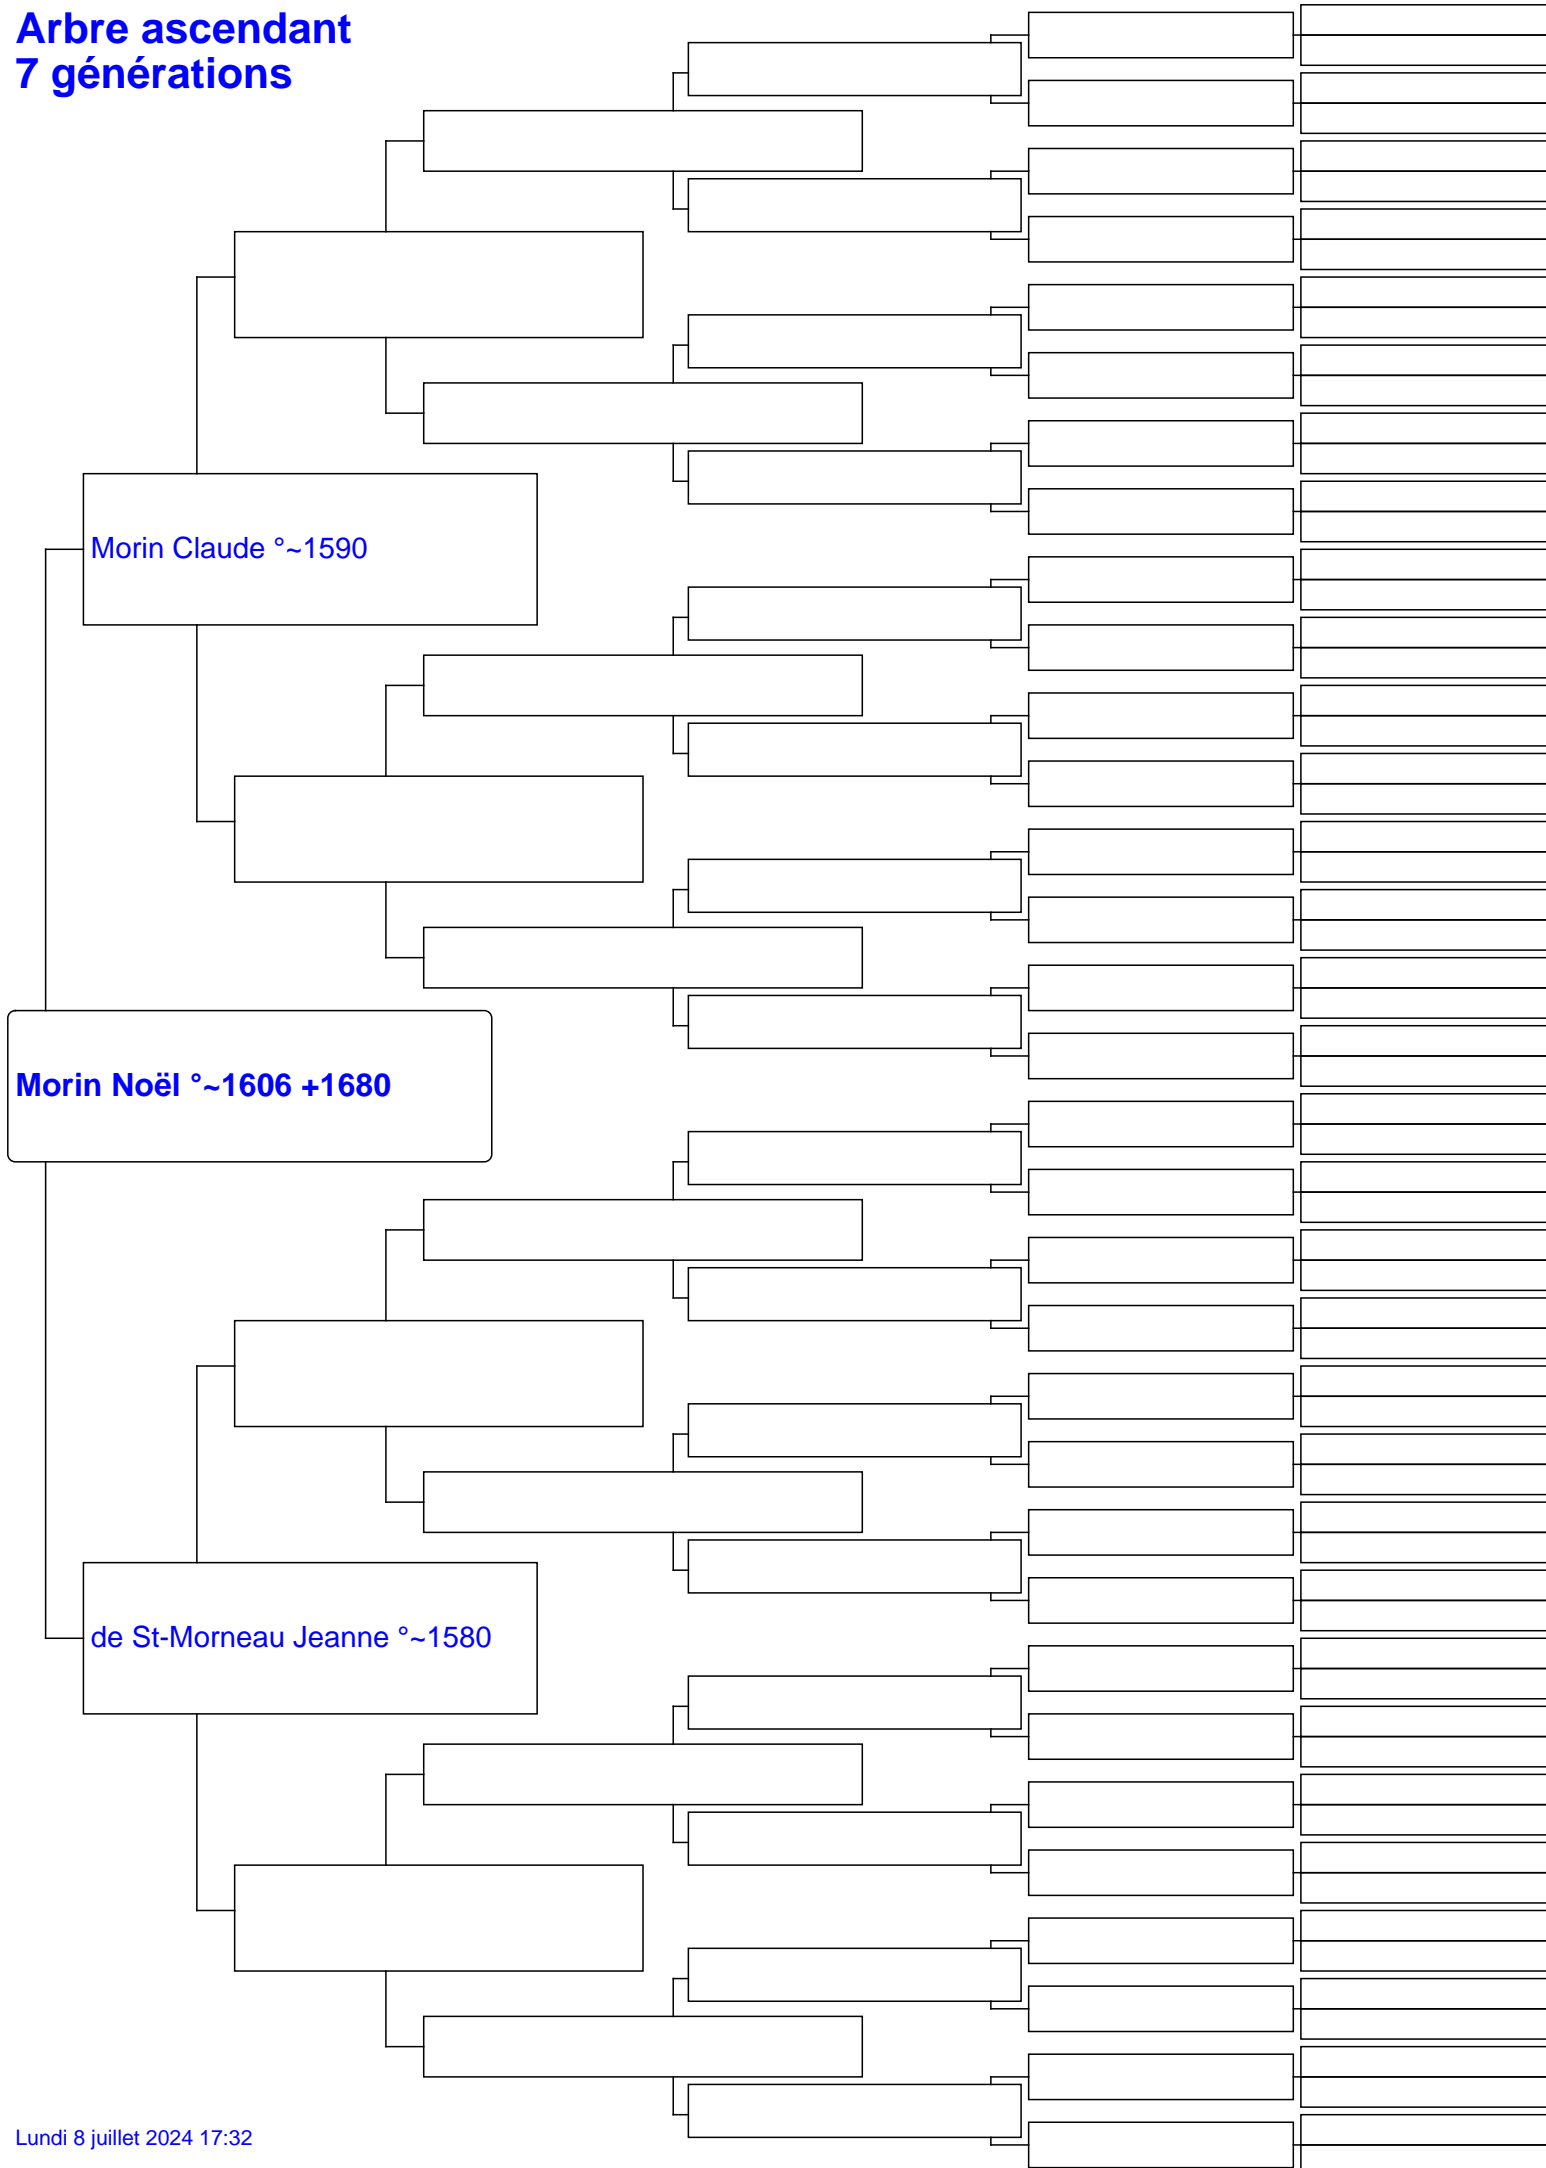 Arbre ascendant
7 générations
Morin Claude °~1590
Morin Noël °~1606 +1680
de St-Morneau Jeanne °~1580
Lundi 8 juillet 2024 17:32